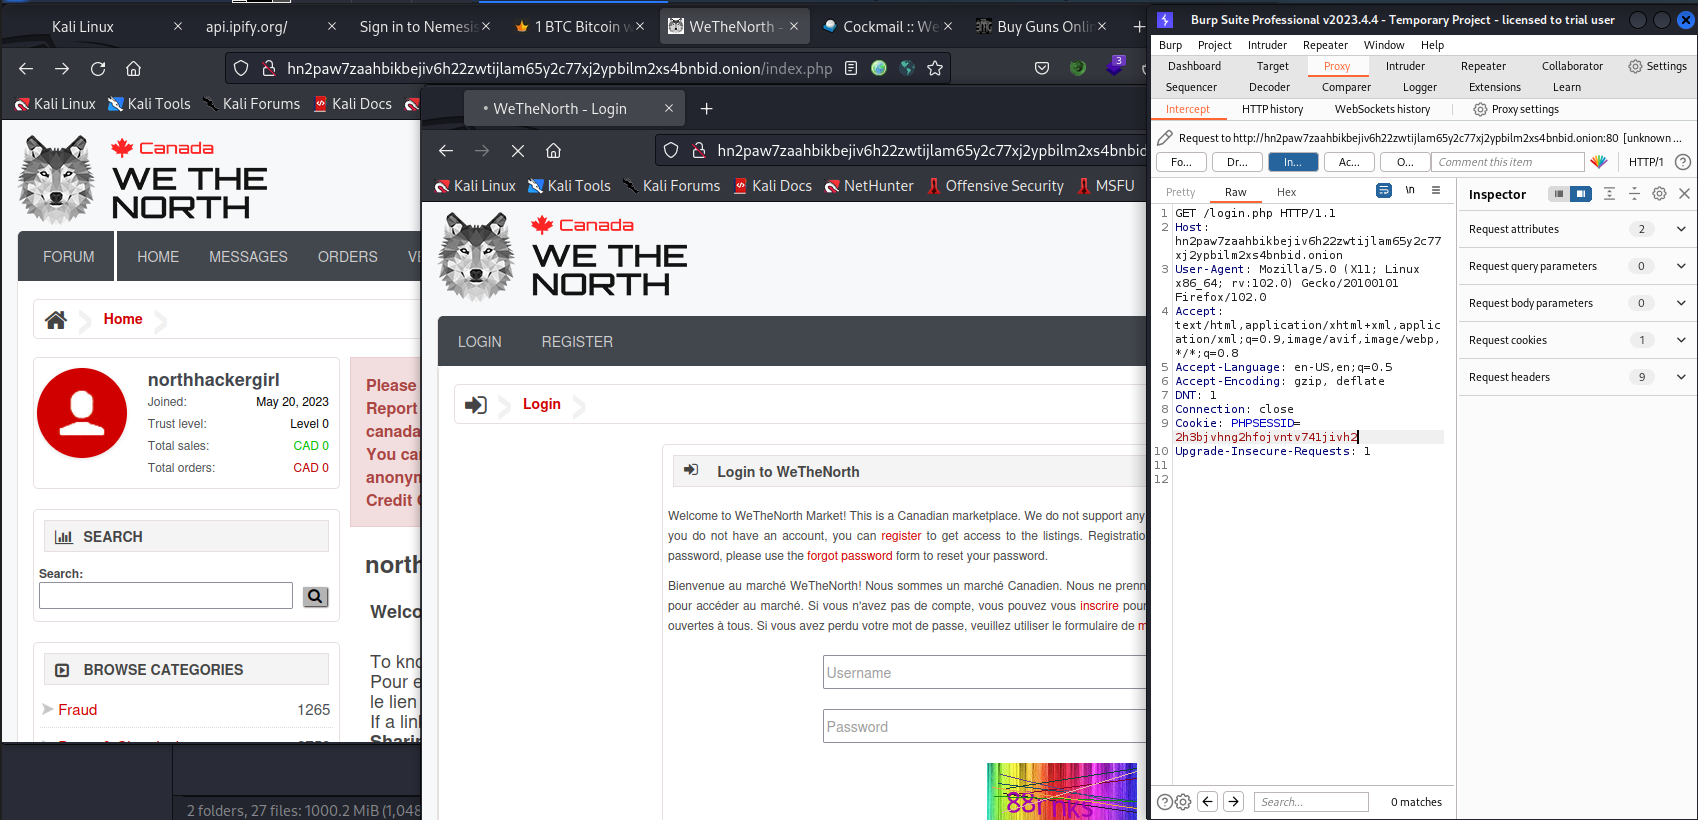 Kali Linux
api.ipify.org/
Sign in to Nemesis
1 BTC Bitcoin w
WeTheNorth -
Cockmail :: We
Buy Guns Onli
hn2paw7zaahbikbejiv6h22zwtijlam65y2c77xj2ypbilm2xs4bnbid.onion/index.php
3
Kali Linux
Kali Tools
Kali Forums
Kali Docs
Canada
WE THE
NORTH
FORUM
HOME
MESSAGES
ORDERS
VE
Home
northhackergirl
Joined: May 20, 2023
Trust level: Level 0
Total sales: CAD 0
Total orders: CAD 0
Please
Report
canada
You can
anonym
Credit C
SEARCH
Search:
north
Welco
BROWSE CATEGORIES
To kno
Pour e
le lien
If a lin
Sharin
Fraud 1265
2 folders, 27 files: 1000.2 MiB (1,048
WeTheNorth - Login
hn2paw7zaahbikbejiv6h22zwtijlam65y2c77xj2ypbilm2xs4bnbid
Kali Linux
Kali Tools
Kali Forums
Kali Docs
NetHunter
Offensive Security
MSFU
Canada
WE THE
NORTH
LOGIN
REGISTER
Login
Login to WeTheNorth
Welcome to WeTheNorth Market! This is a Canadian marketplace. We do not support any
you do not have an account, you can register to get access to the listings. Registratio
password, please use the forgot password form to reset your password.
Bienvenue au marché WeTheNorth! Nous sommes un marché Canadien. Nous ne prenn
pour accéder au marché. Si vous n'avez pas de compte, vous pouvez vous inscrire pour
ouvertes à tous. Si vous avez perdu votre mot de passe, veuillez utiliser le formulaire de m
Username
Password
Burp Suite Professional v2023.4.4 - Temporary Project - licensed to trial user
Burp Project Intruder Repeater Window Help
Dashboard Target Proxy Intruder Repeater Collaborator Settings
Sequencer Decoder Comparer Logger Extensions Learn
Intercept HTTP history WebSockets history Proxy settings
Request to http://hn2paw7zaahbikbejiv6h22zwtijlam65y2c77xj2ypbilm2xs4bnbid.onion:80 [unknown ...
Fo... Dr... In... Ac... O... Comment this item HTTP/1
Pretty Raw Hex \n
1 GET /login.php HTTP/1.1
2 Host:
hn2paw7zaahbikbejiv6h22zwtijlam65y2c77
xj2ypbilm2xs4bnbid.onion
3 User-Agent: Mozilla/5.0 (X11; Linux
x86_64; rv:102.0) Gecko/20100101
Firefox/102.0
4 Accept:
text/html,application/xhtml+xml,applic
ation/xml;q=0.9,image/avif,image/webp,
*/*;q=0.8
5 Accept-Language: en-US,en;q=0.5
6 Accept-Encoding: gzip, deflate
7 DNT: 1
8 Connection: close
9 Cookie: PHPSESSID=
2h3bjvhng2hfojvntv741jivh2
10 Upgrade-Insecure-Requests: 1
11
12
Inspector
Request attributes 2
Request query parameters 0
Request body parameters 0
Request cookies 1
Request headers 9
Search...
0 matches